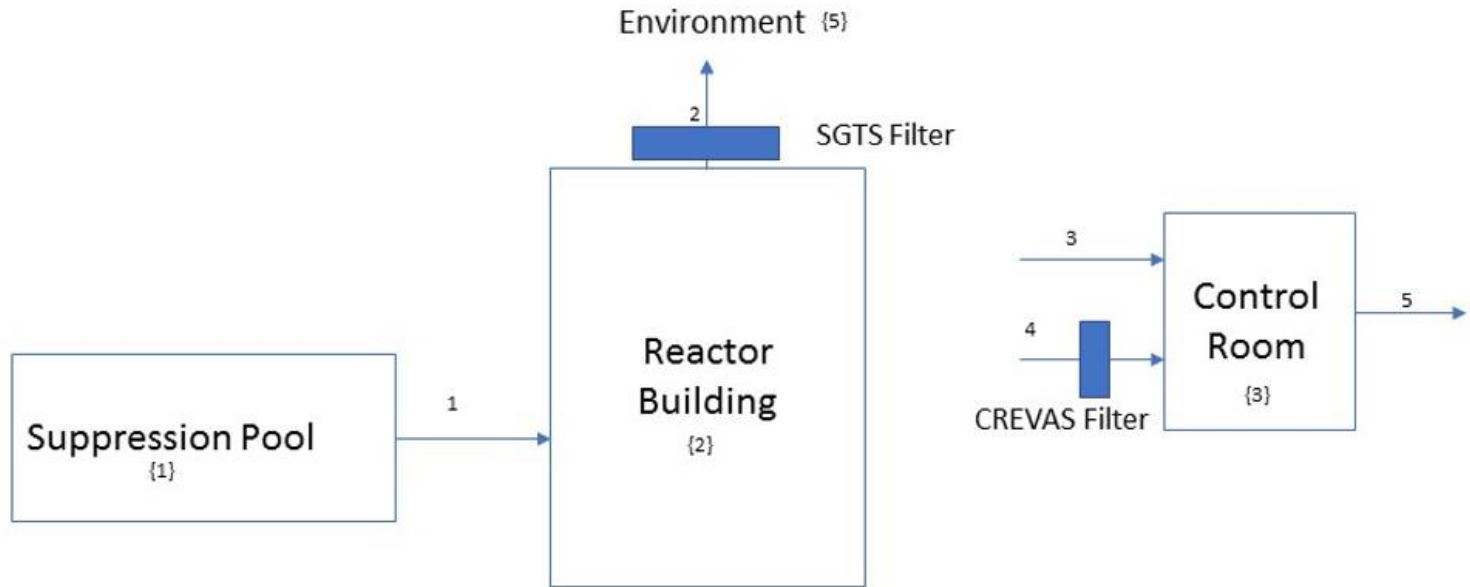 Environment {5}
2
SGTS Filter
3
Control
Room
{3}
5
4
CREVAS Filter
Reactor
Building
{2}
1
Suppression Pool
{1}